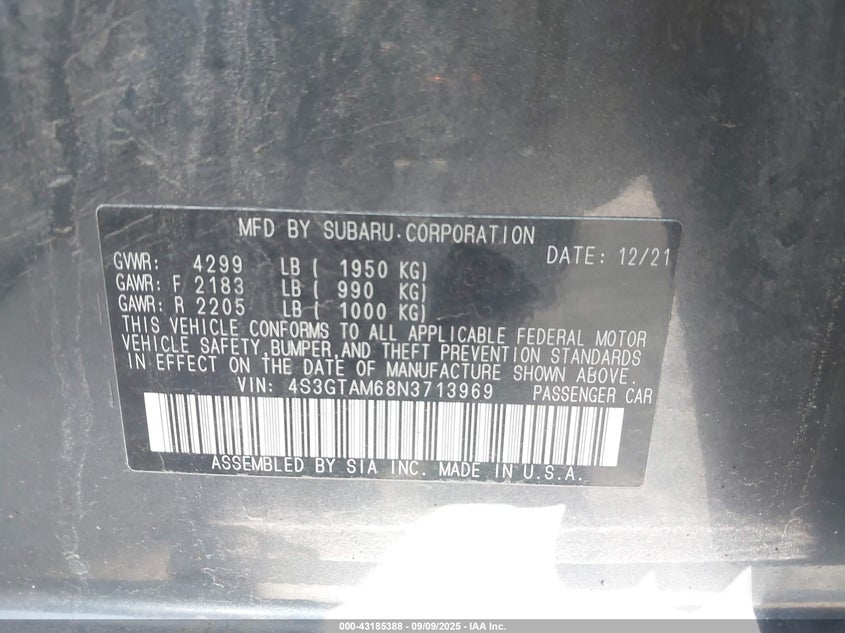 MFD BY SUBARU CORPORATION
DATE: 12/21
GVWR: 4299 LB ( 1950 KG)
GAWR: F 2183 LB ( 990 KG)
GAWR: R 2205 LB ( 1000 KG)
THIS VEHICLE CONFORMS TO ALL APPLICABLE FEDERAL MOTOR
VEHICLE SAFETY, BUMPER, AND THEFT PREVENTION STANDARDS
IN EFFECT ON THE DATE OF MANUFACTURE SHOWN ABOVE.
VIN: 4S3GTAM68N3713969 PASSENGER CAR
ASSEMBLED BY SIA INC. MADE IN U.S.A.
000-43185388 - 09/09/2025 - IAA Inc.